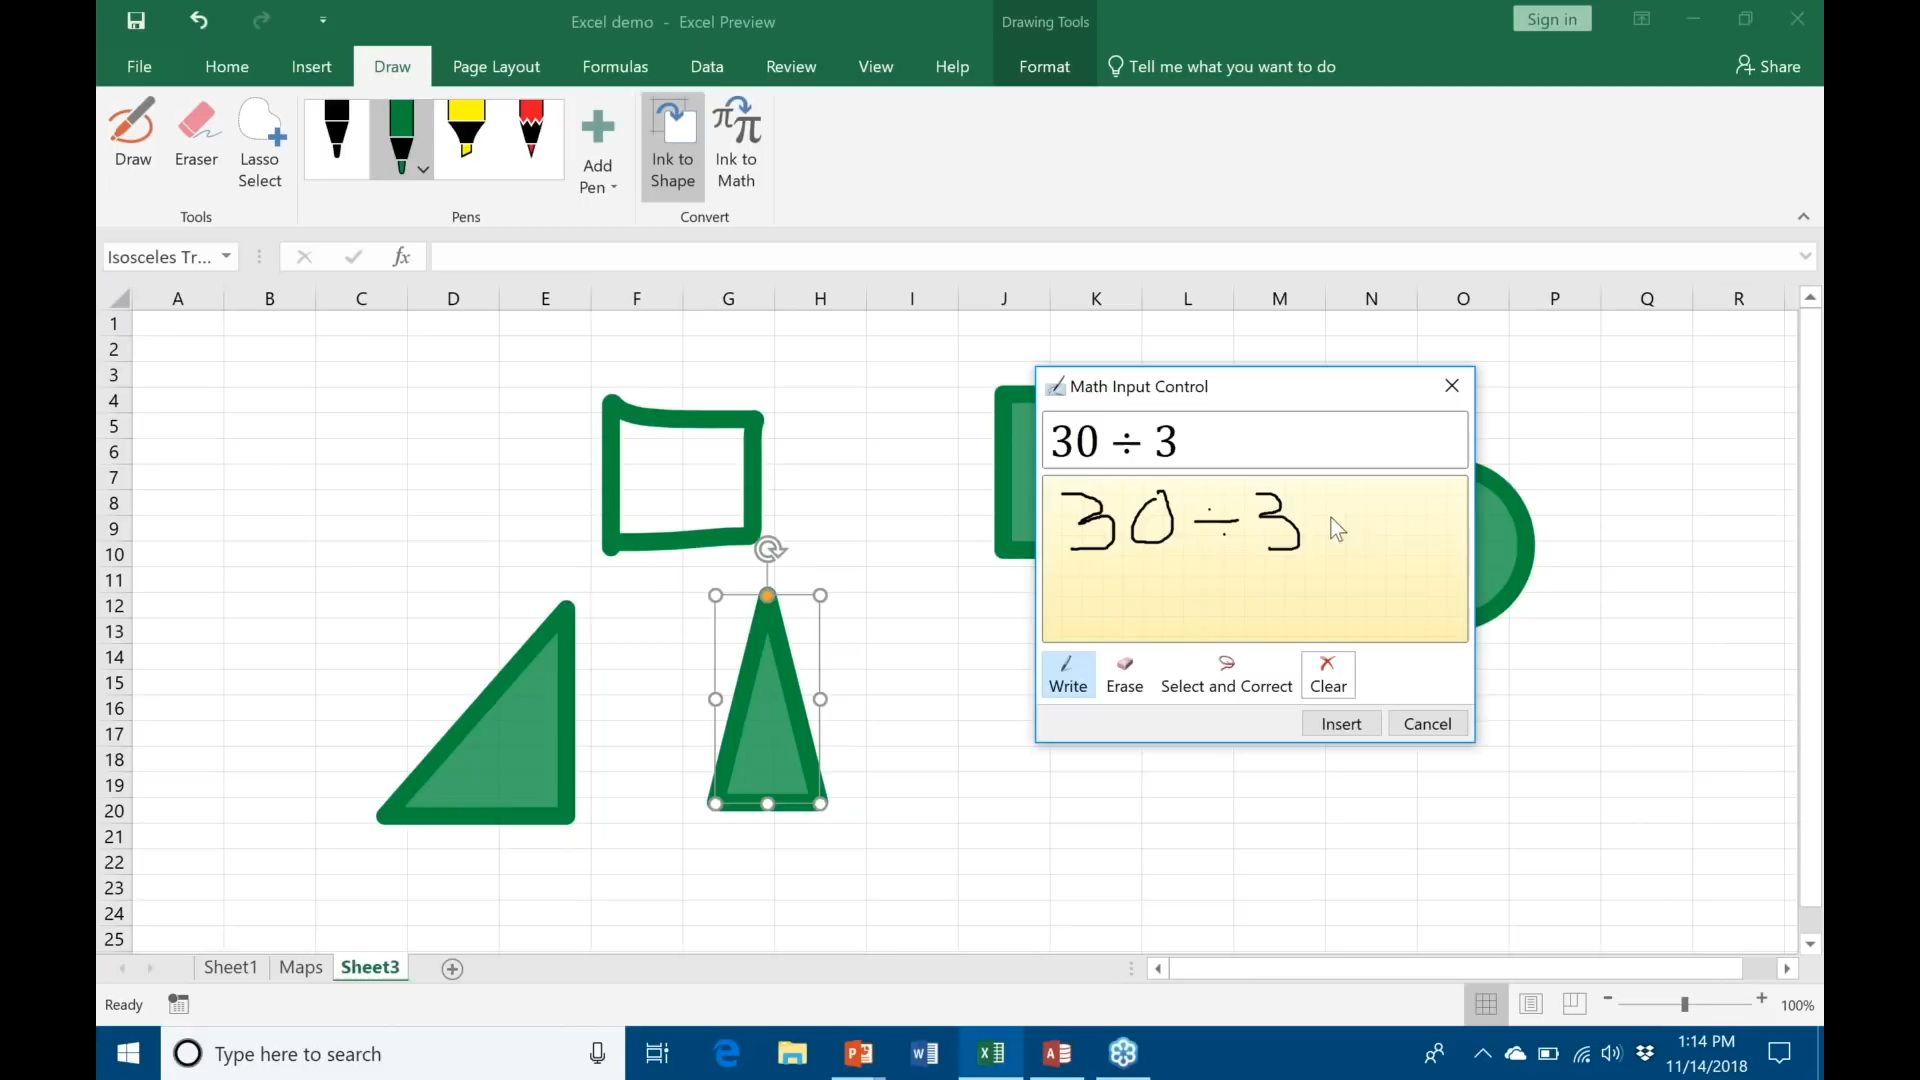 Excel demo - Excel Preview
Drawing Tools
Sign in
File Home Insert Draw Page Layout Formulas Data Review View Help Format Tell me what you want to do Share
Draw Eraser Lasso Select
Add Pen
Ink to Shape
Ink to Math
Tools Pens Convert
Isosceles Tr... fx
A B C D E F G H I J K L M N O P Q R
1
2
3
4
5
6
7
8
9
10
11
12
13
14
15
16
17
18
19
20
21
22
23
24
25
Math Input Control
30 ÷ 3
30÷3
Write Erase Select and Correct Clear
Insert Cancel
Sheet1 Maps Sheet3
Ready 100%
Type here to search
1:14 PM
11/14/2018